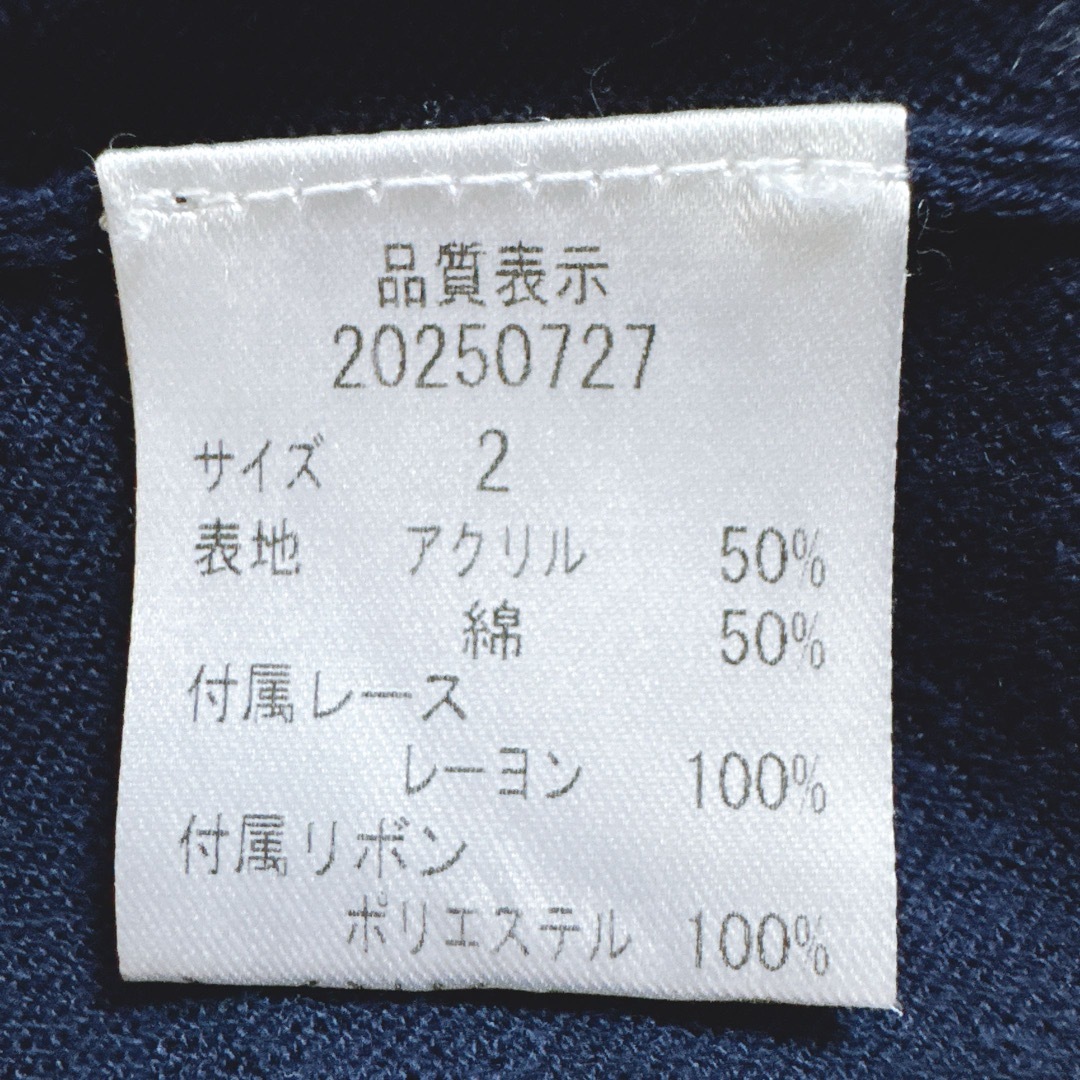 品質表示
20250727
サイズ 2
表地 アクリル 50%
綿 50%
付属レース
レーヨン 100%
付属リボン
ポリエステル 100%